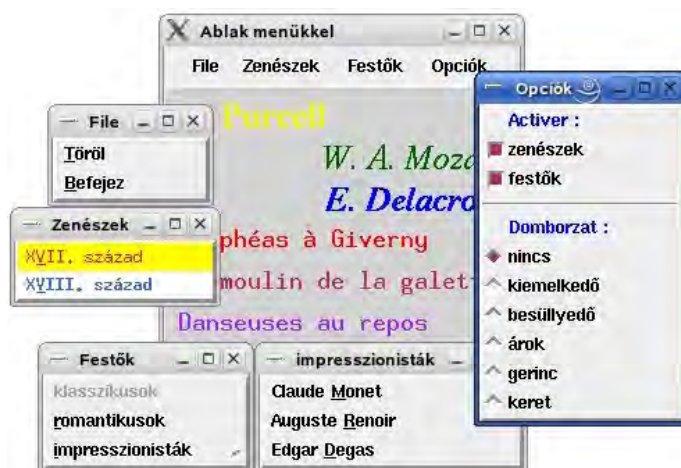 Ablak menükkel
File Zenészek Festők Opciók
Opciók
Activer :
zenészek
festők
Domborzat :
nincs
kiemelkedő
besüllyedő
árok
gerinc
keret
File
Töröl
Befejez
Purcell
W. A. Moza
E. Delacro
Zenészek
XVII. század
XVIII. század
phéas à Giverny
moulin de la galett
Danseuses au repos
Festők
klasszikusok
romantikusok
impresszionisták
impresszionisták
Claude Monet
Auguste Renoir
Edgar Degas